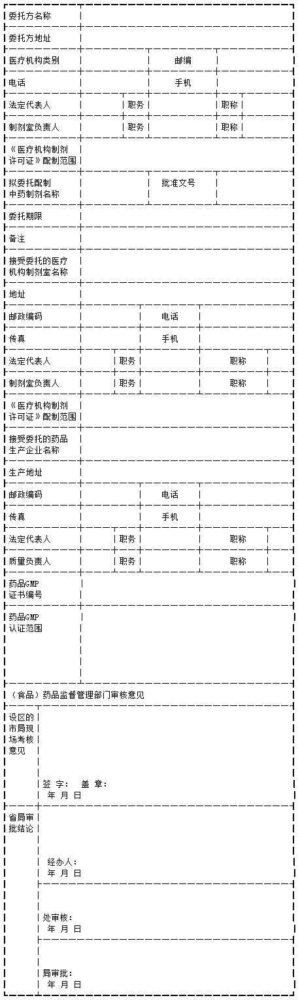 委托方名称
委托方地址
医疗机构类别 邮编
电话 手机
法定代表人 职务 职称
制剂室负责人 职务 职称
《医疗机构制剂
许可证》配制范围
拟委托配制 批准文号
中药制剂名称
委托期限
备注
接受委托的医疗
机构制剂室名称
地址
邮政编码 电话
传真 手机
法定代表人 职务 职称
制剂室负责人 职务 职称
《医疗机构制剂
许可证》配制范围
接受委托的药品
生产企业名称
生产地址
邮政编码 电话
传真 手机
法定代表人 职务 职称
质量负责人 职务 职称
药品GMP
证书编号
药品GMP
认证范围
（食品）药品监督管理部门审核意见
设区的
市局现
场考核
意见
签 字： 盖 章：
年 月 日
省局审
批结论
经办人：
年 月 日
处审核：
年 月 日
局审批：
年 月 日